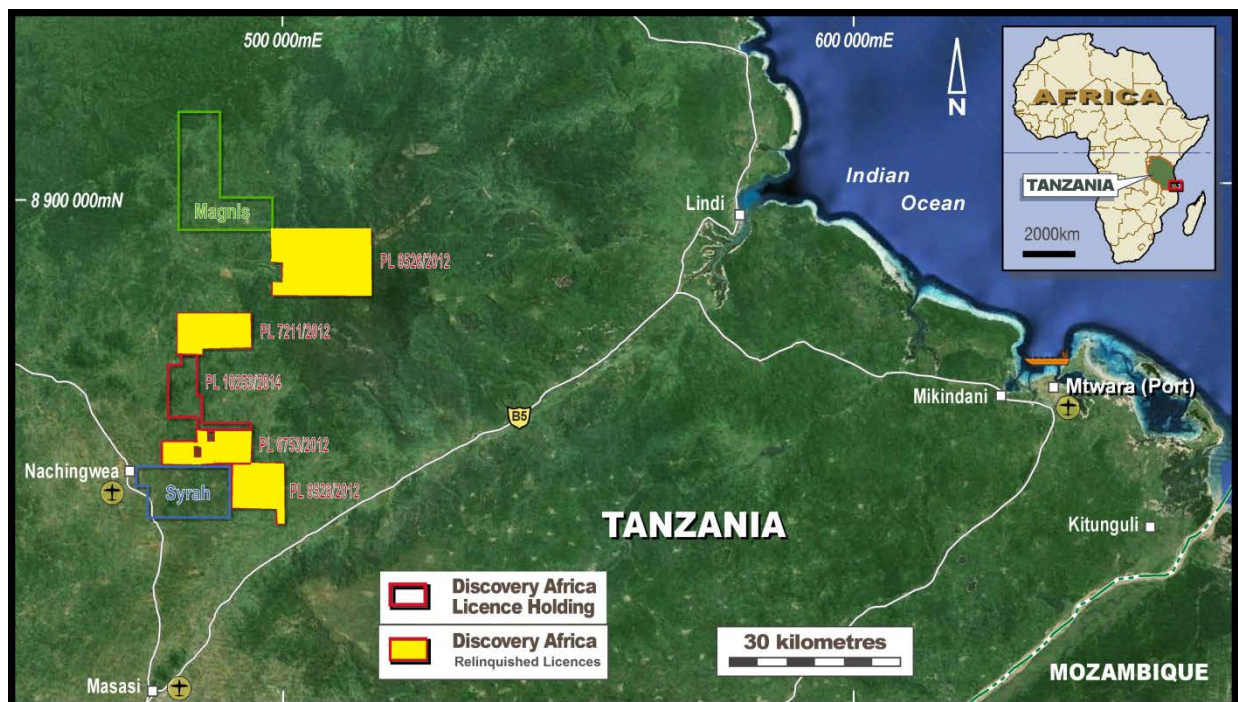 500 000mE
600 000mE
N
AFRICA
TANZANIA
2000km
8 900 000mN
Magnis
Indian
Ocean
Lindi
PL 8526/2012
PL 7211/2012
PL 10253/2014
B5
Mikindani
Mtwara (Port)
PL 8753/2012
Nachingwea
Syrah
PL 8528/2012
TANZANIA
Kitunguli
Discovery Africa
Licence Holding
Discovery Africa
Relinquished Licences
30 kilometres
Masasi
MOZAMBIQUE